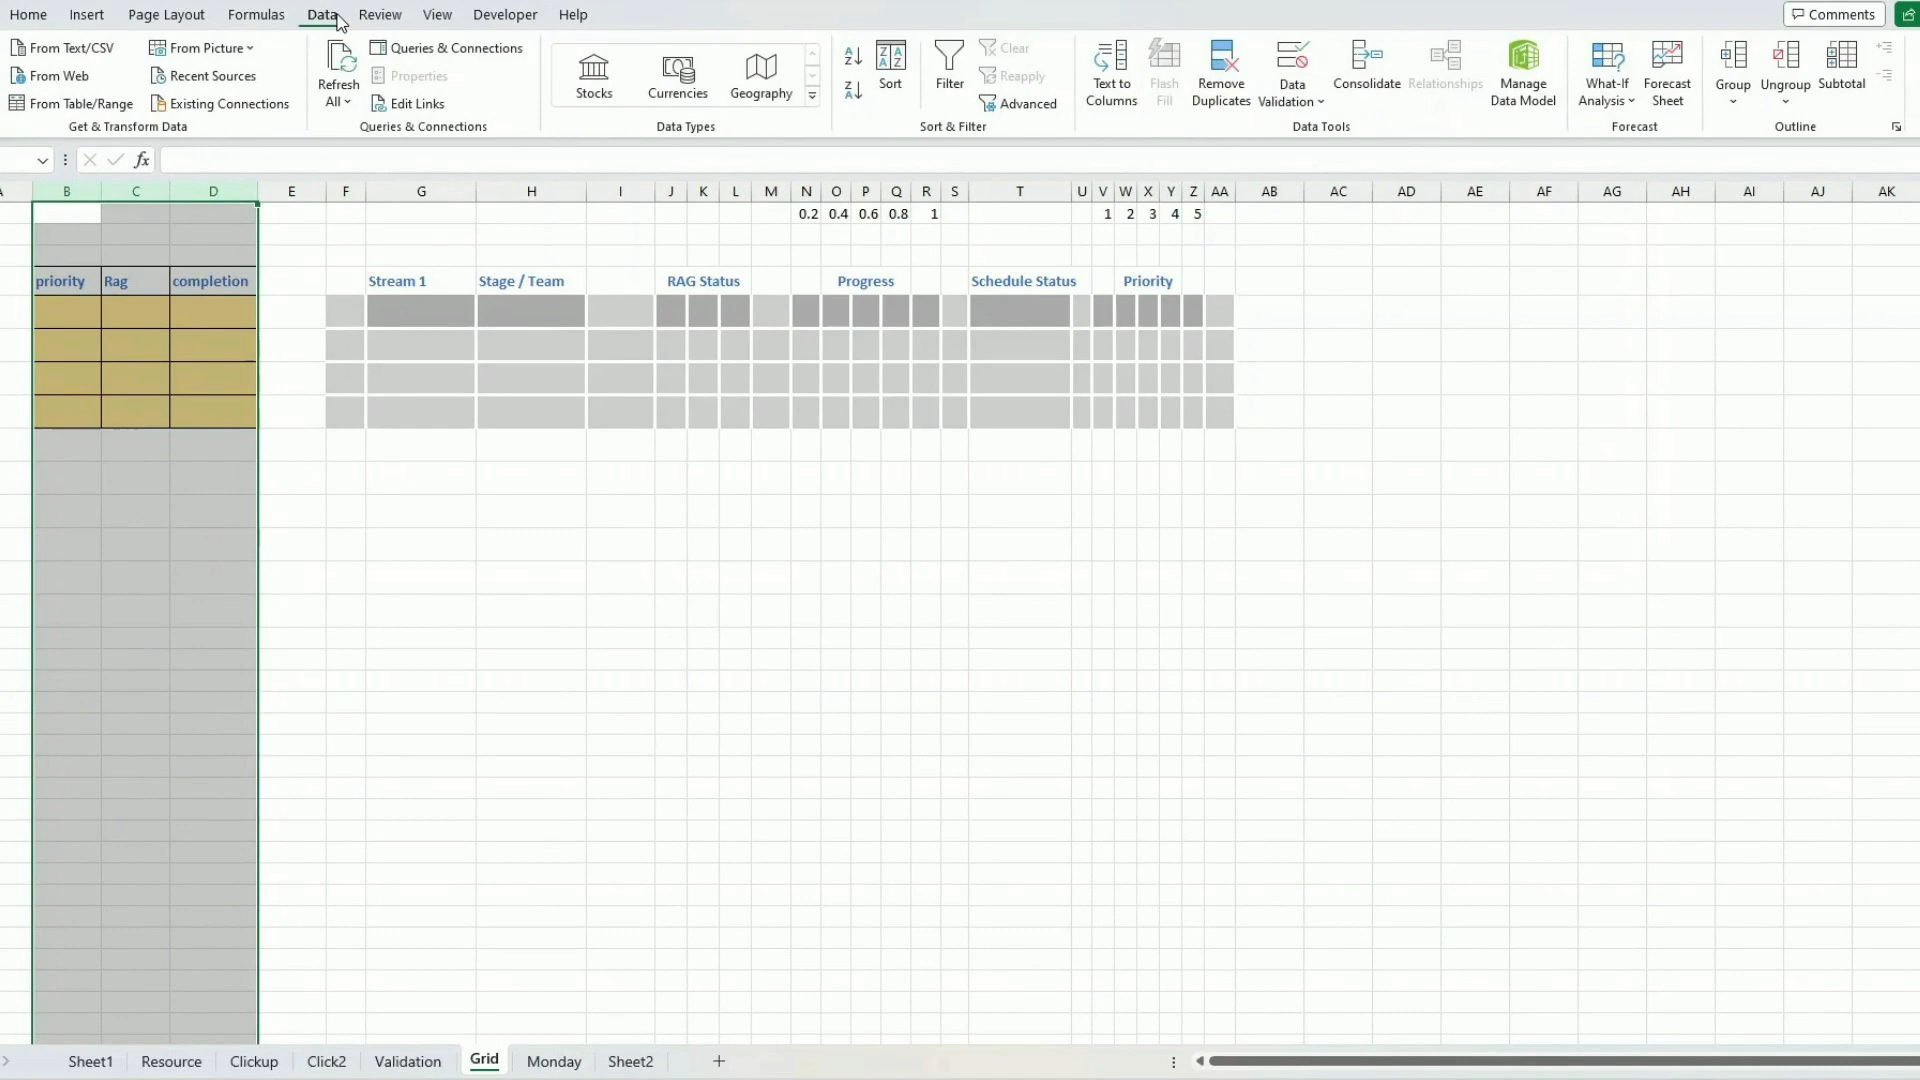 Home Insert Page Layout Formulas Data Review View Developer Help Comments
From Text/CSV From Picture Queries & Connections Clear
From Web Recent Sources Properties Reapply
From Table/Range Existing Connections Edit Links Advanced
Refresh All
Stocks Currencies Geography
Sort Filter
Text to Columns
Flash Fill
Remove Duplicates
Data Validation
Consolidate Relationships
Manage Data Model
What-If Analysis
Forecast Sheet
Group Ungroup Subtotal
Get & Transform Data Queries & Connections Data Types Sort & Filter Data Tools Forecast Outline
fx
A B C D E F G H I J K L M N O P Q R S T U V W X Y Z AA AB AC AD AE AF AG AH AI AJ AK
0.2 0.4 0.6 0.8 1 1 2 3 4 5
priority Rag completion Stream 1 Stage / Team RAG Status Progress Schedule Status Priority
Sheet1 Resource Clickup Click2 Validation Grid Monday Sheet2